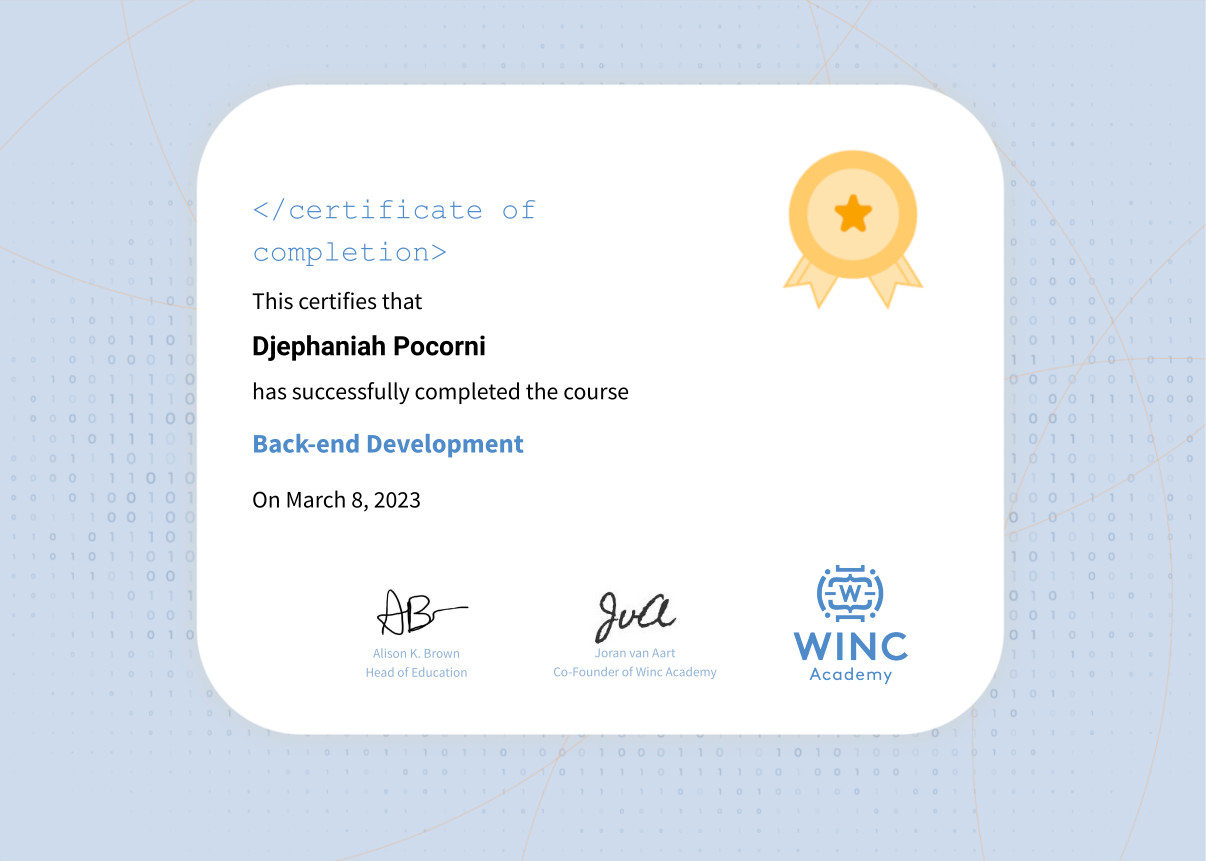 </certificate of
completion>
This certifies that
Djephaniah Pocorni
has successfully completed the course
Back-end Development
On March 8, 2023
AB
JvA
Alison K. Brown
Head of Education
Joran van Aart
Co-Founder of Winc Academy
W
WINC
Academy